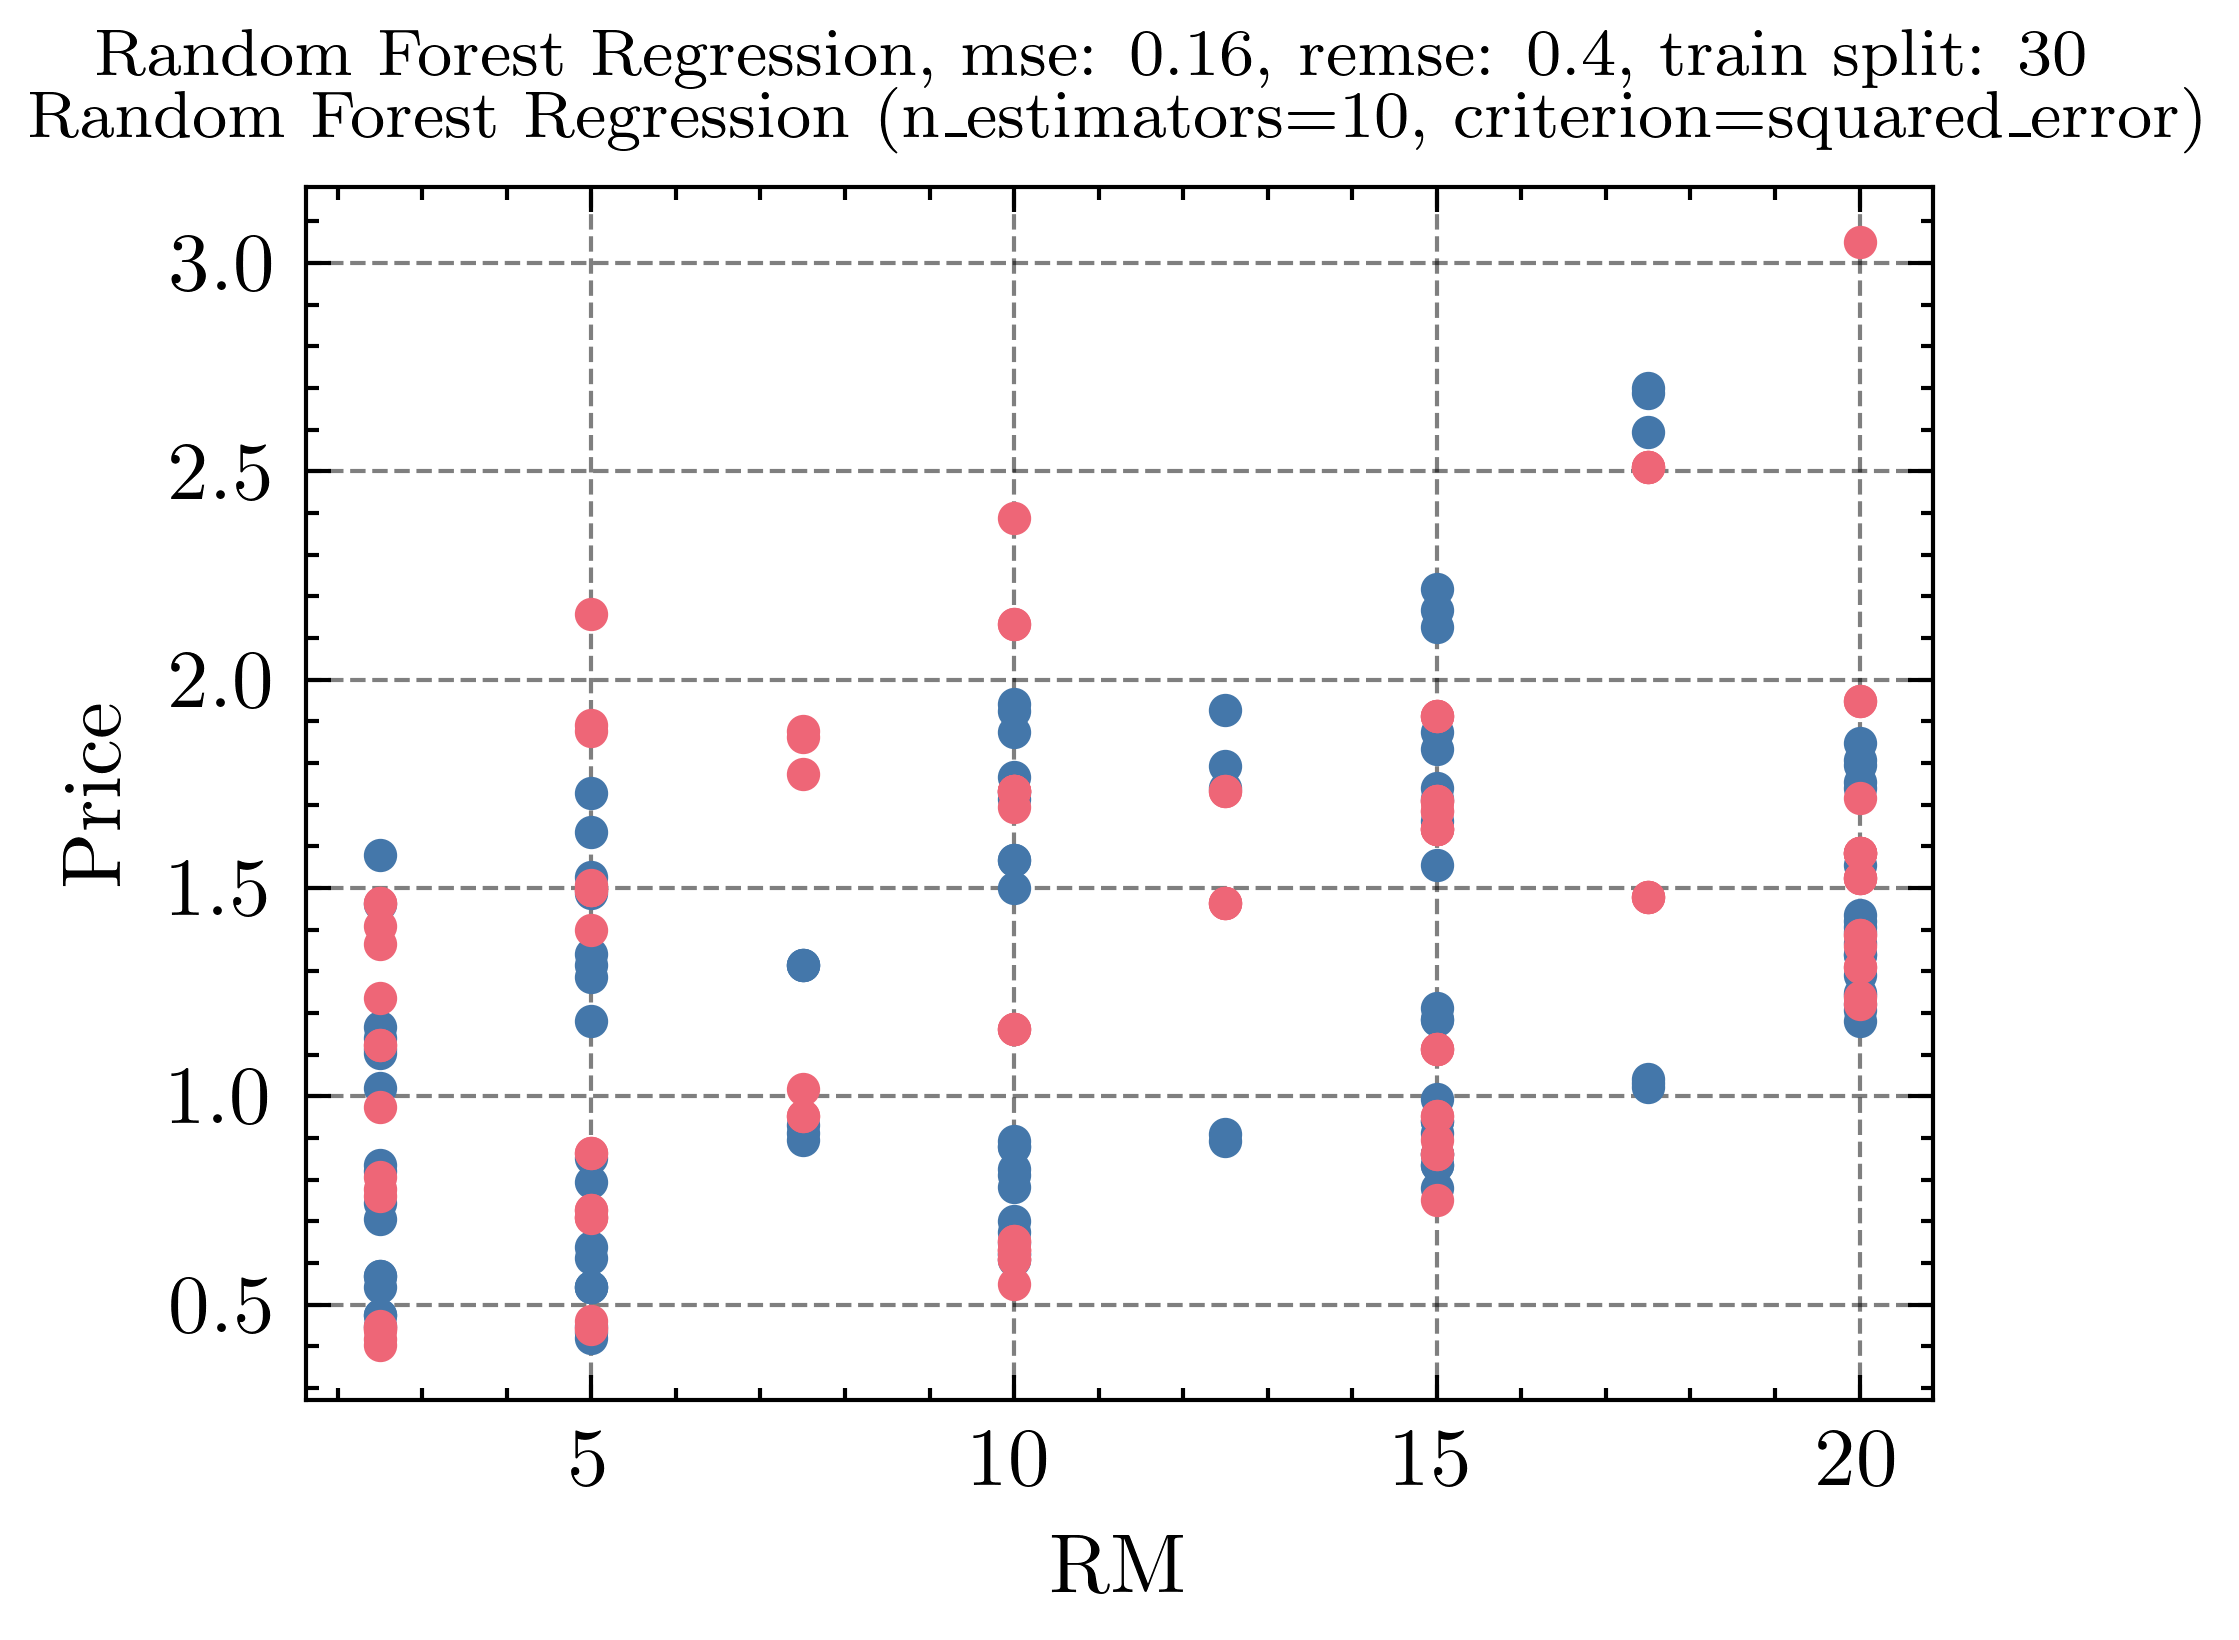 Random Forest Regression, mse: 0.16, remse: 0.4, train split: 30
Random Forest Regression (n_estimators=10, criterion=squared_error)
3.0
2.5
2.0
1.5
1.0
0.5
Price
5 10 15 20
RM